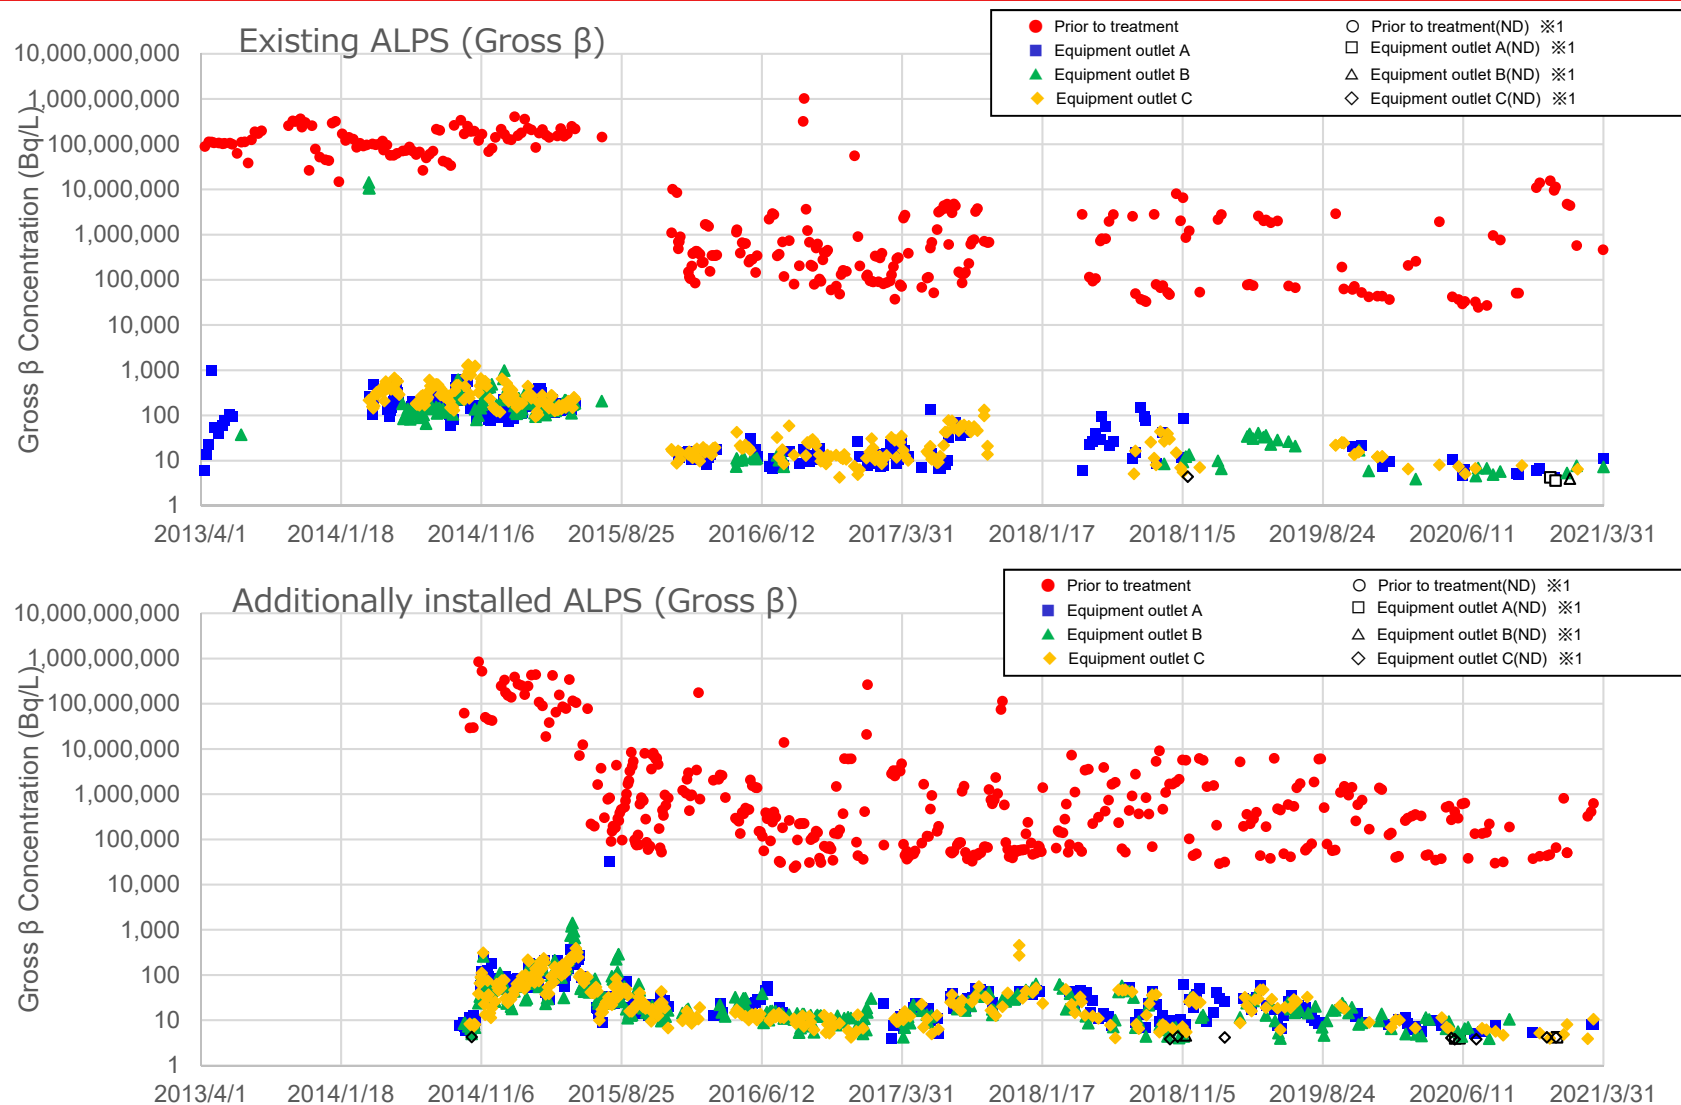 Existing ALPS (Gross β)
Prior to treatment
Prior to treatment(ND) ※1
Equipment outlet A
Equipment outlet A(ND) ※1
Equipment outlet B
Equipment outlet B(ND) ※1
Equipment outlet C
Equipment outlet C(ND) ※1
Gross β Concentration (Bq/L)
10,000,000,000
1,000,000,000
100,000,000
10,000,000
1,000,000
100,000
10,000
1,000
100
10
1
2013/4/1 2014/1/18 2014/11/6 2015/8/25 2016/6/12 2017/3/31 2018/1/17 2018/11/5 2019/8/24 2020/6/11 2021/3/31
Additionally installed ALPS (Gross β)
Prior to treatment
Prior to treatment(ND) ※1
Equipment outlet A
Equipment outlet A(ND) ※1
Equipment outlet B
Equipment outlet B(ND) ※1
Equipment outlet C
Equipment outlet C(ND) ※1
Gross β Concentration (Bq/L)
10,000,000,000
1,000,000,000
100,000,000
10,000,000
1,000,000
100,000
10,000
1,000
100
10
1
2013/4/1 2014/1/18 2014/11/6 2015/8/25 2016/6/12 2017/3/31 2018/1/17 2018/11/5 2019/8/24 2020/6/11 2021/3/31